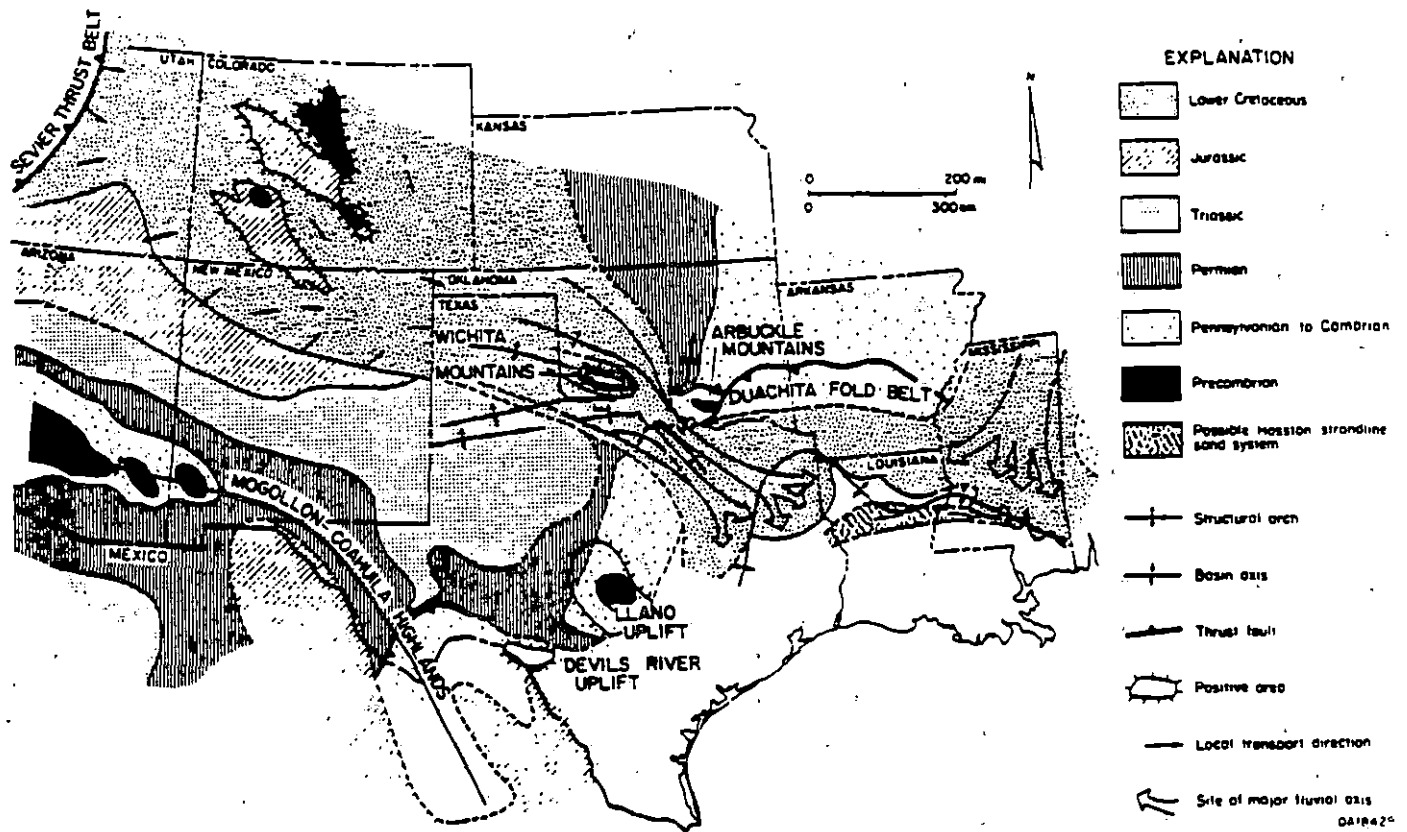 SEVIER THRUST BELT
UTAH
COLORADO
KANSAS
ARIZONA
NEW MEXICO
OKLAHOMA
TEXAS
WICHITA
MOUNTAINS
ARBUCKLE
MOUNTAINS
ARKANSAS
MISSISSIPPI
OUACHITA FOLD BELT
LOUISIANA
MOGOLLON-COAHUILA HIGHLANDS
MEXICO
LLANO
UPLIFT
DEVILS RIVER
UPLIFT
N
0 200 mi
0 300 km
EXPLANATION
Lower Cretaceous
Jurassic
Triassic
Permian
Pennsylvanian to Cambrian
Precambrian
Possible Hosston strandline
sand system
Structural arch
Basin axis
Thrust fault
Positive area
Local transport direction
Site of major fluvial axis